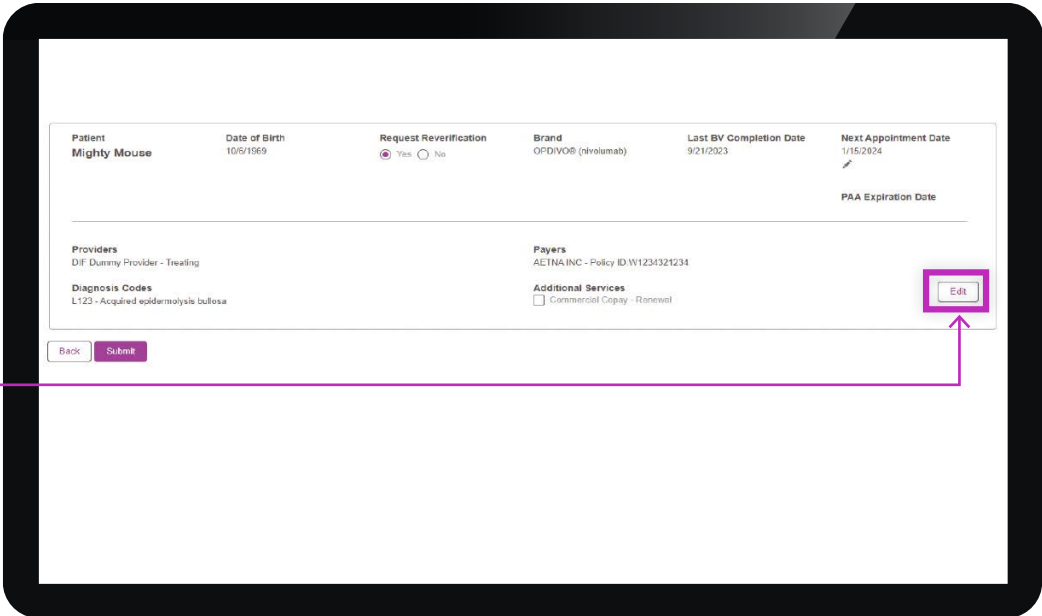 Patient
Mighty Mouse
Date of Birth
10/6/1969
Request Reverification
Yes No
Brand
OPDIVO® (nivolumab)
Last BV Completion Date
9/21/2023
Next Appointment Date
1/15/2024
PAA Expiration Date
Providers
DIF Dummy Provider - Treating
Payers
AETNA INC - Policy ID:W1234321234
Diagnosis Codes
L123 - Acquired epidermolysis bullosa
Additional Services
Commercial Copay - Renewal
Edit
Back Submit